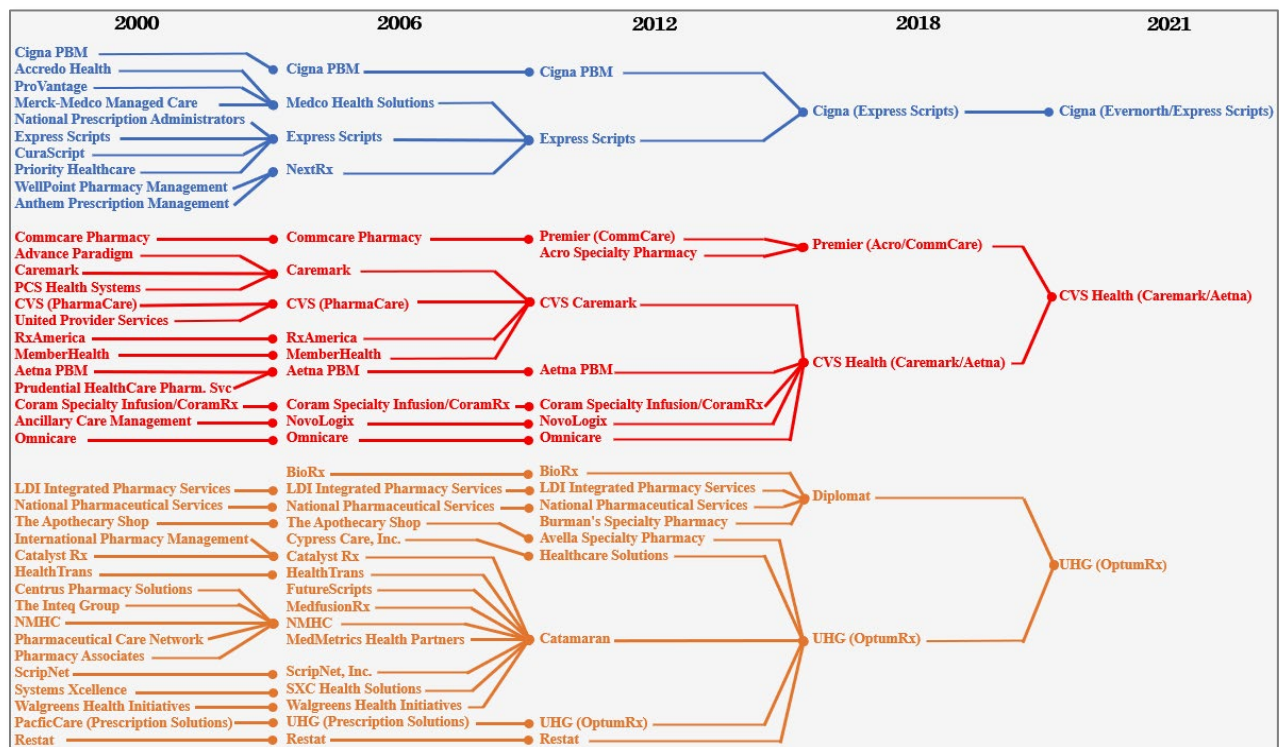 2000 2006 2012 2018 2021
Cigna PBM
Accredo Health
ProVantage
Merck-Medco Managed Care
National Prescription Administrators
Express Scripts
CuraScript
Priority Healthcare
WellPoint Pharmacy Management
Anthem Prescription Management
Cigna PBM
Medco Health Solutions
Express Scripts
NextRx
Cigna PBM
Express Scripts
Cigna (Express Scripts)
Cigna (Evernorth/Express Scripts)
Commcare Pharmacy
Advance Paradigm
Caremark
PCS Health Systems
CVS (PharmaCare)
United Provider Services
RxAmerica
MemberHealth
Aetna PBM
Prudential HealthCare Pharm. Svc
Coram Specialty Infusion/CoramRx
Ancillary Care Management
Omnicare
Commcare Pharmacy
Caremark
CVS (PharmaCare)
RxAmerica
MemberHealth
Aetna PBM
Coram Specialty Infusion/CoramRx
NovoLogix
Omnicare
Premier (CommCare)
Acro Specialty Pharmacy
CVS Caremark
Aetna PBM
Coram Specialty Infusion/CoramRx
NovoLogix
Omnicare
Premier (Acro/CommCare)
CVS Health (Caremark/Aetna)
CVS Health (Caremark/Aetna)
LDI Integrated Pharmacy Services
National Pharmaceutical Services
The Apothecary Shop
International Pharmacy Management
Catalyst Rx
HealthTrans
Centrus Pharmacy Solutions
The Inteq Group
NMHC
Pharmaceutical Care Network
Pharmacy Associates
ScripNet
Systems Xcellence
Walgreens Health Initiatives
PacficCare (Prescription Solutions)
Restat
BioRx
LDI Integrated Pharmacy Services
National Pharmaceutical Services
The Apothecary Shop
Cypress Care, Inc.
Catalyst Rx
HealthTrans
FutureScripts
MedfusionRx
NMHC
MedMetrics Health Partners
ScripNet, Inc.
SXC Health Solutions
Walgreens Health Initiatives
UHG (Prescription Solutions)
Restat
BioRx
LDI Integrated Pharmacy Services
National Pharmaceutical Services
Burman's Specialty Pharmacy
Avella Specialty Pharmacy
Healthcare Solutions
Catamaran
UHG (OptumRx)
Restat
Diplomat
UHG (OptumRx)
UHG (OptumRx)